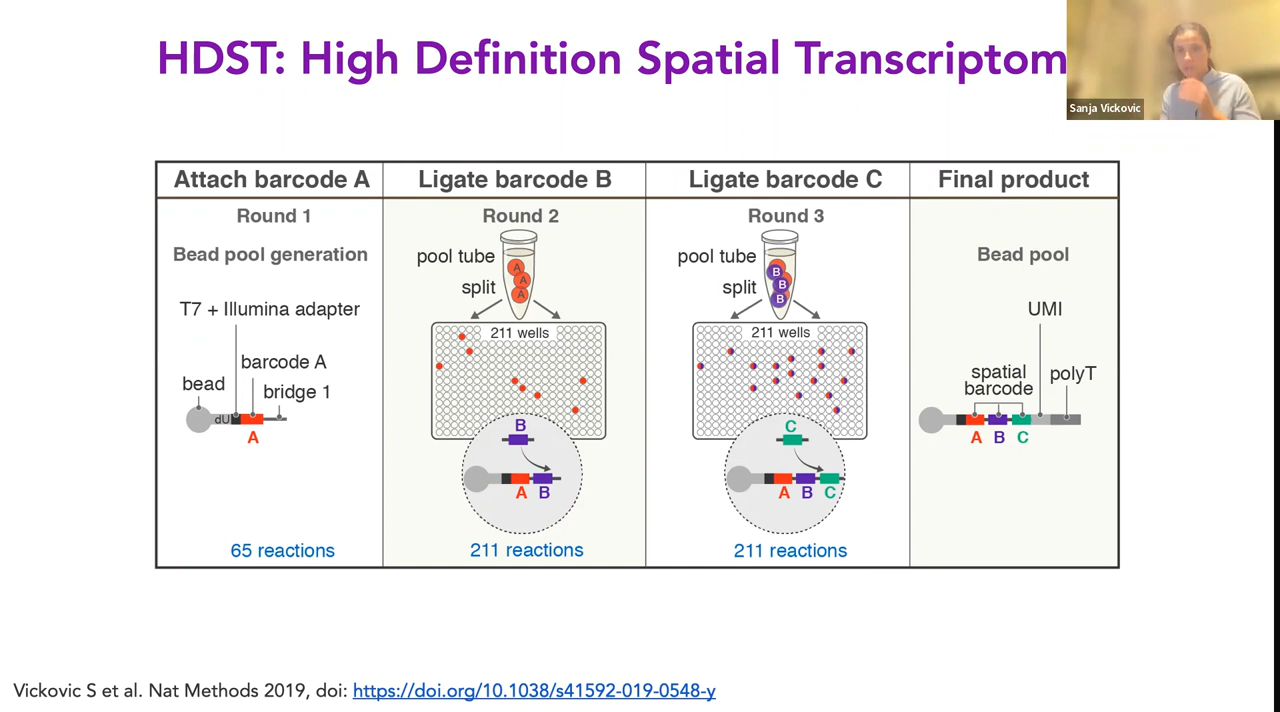 HDST: High Definition Spatial Transcriptom
Sanja Vickovic
Attach barcode A
Round 1
Bead pool generation
T7 + Illumina adapter
barcode A
bead
bridge 1
dU
A
65 reactions
Ligate barcode B
Round 2
pool tube
A
A
A
split
211 wells
B
A B
211 reactions
Ligate barcode C
Round 3
pool tube
B
B
B
split
211 wells
C
A B C
211 reactions
Final product
Bead pool
UMI
spatial
barcode
polyT
A B C
Vickovic S et al. Nat Methods 2019, doi: https://doi.org/10.1038/s41592-019-0548-y